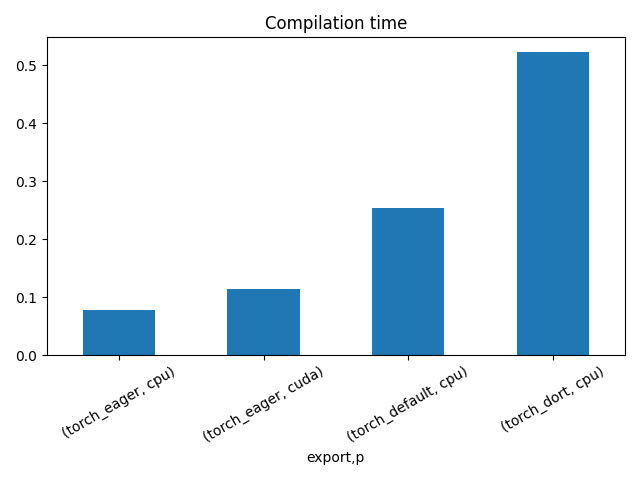 Compilation time
0.5
0.4
0.3
0.2
0.1
0.0
(torch_eager, cpu)
(torch_eager, cuda)
(torch_default, cpu)
(torch_dort, cpu)
export,p